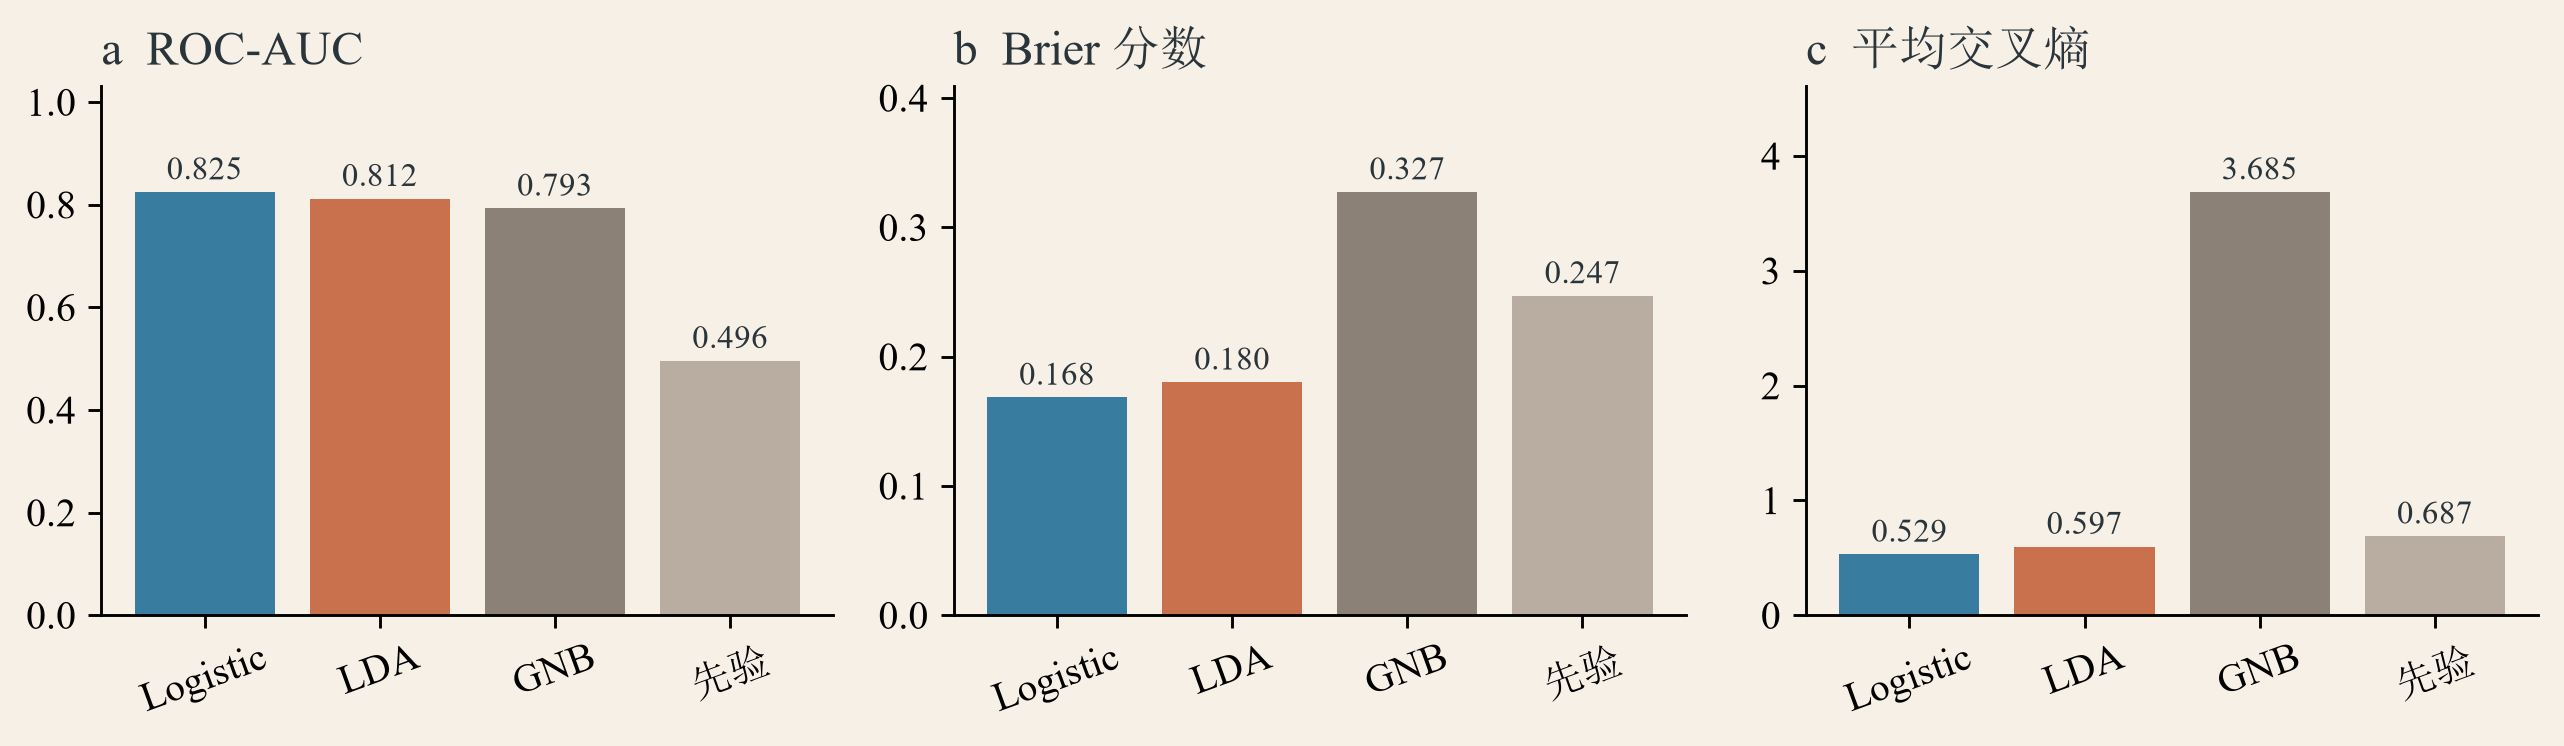 a ROC-AUC
1.0
0.8
0.6
0.4
0.2
0.0
0.825
0.812
0.793
0.496
Logistic
LDA
GNB
先验
b Brier 分数
0.4
0.3
0.2
0.1
0.0
0.168
0.180
0.327
0.247
Logistic
LDA
GNB
先验
c 平均交叉熵
4
3
2
1
0
0.529
0.597
3.685
0.687
Logistic
LDA
GNB
先验